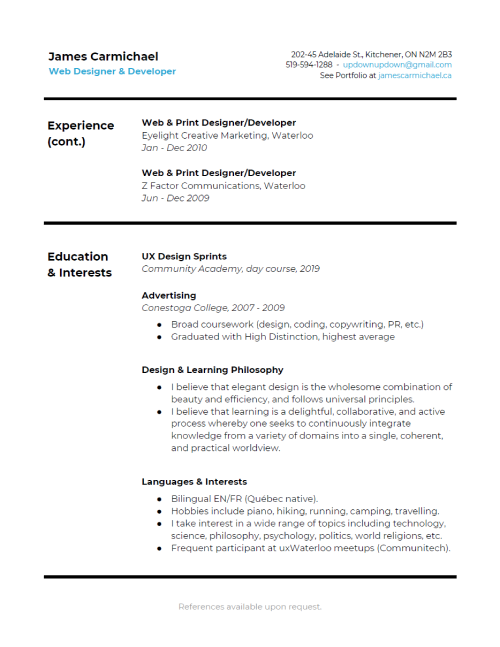 James Carmichael
Web Designer & Developer
202-45 Adelaide St., Kitchener, ON N2M 2B3
519-594-1288 - updownupdown@gmail.com
See Portfolio at jamescarmichael.ca
Experience
(cont.)
Web & Print Designer/Developer
Eyelight Creative Marketing, Waterloo
Jan - Dec 2010
Web & Print Designer/Developer
Z Factor Communications, Waterloo
Jun - Dec 2009
Education
& Interests
UX Design Sprints
Community Academy, day course, 2019
Advertising
Conestoga College, 2007 - 2009
● Broad coursework (design, coding, copywriting, PR, etc.)
● Graduated with High Distinction, highest average
Design & Learning Philosophy
● I believe that elegant design is the wholesome combination of
beauty and efficiency, and follows universal principles.
● I believe that learning is a delightful, collaborative, and active
process whereby one seeks to continuously integrate
knowledge from a variety of domains into a single, coherent,
and practical worldview.
Languages & Interests
● Bilingual EN/FR (Québec native).
● Hobbies include piano, hiking, running, camping, travelling.
● I take interest in a wide range of topics including technology,
science, philosophy, psychology, politics, world religions, etc.
● Frequent participant at uxWaterloo meetups (Communitech).
References available upon request.